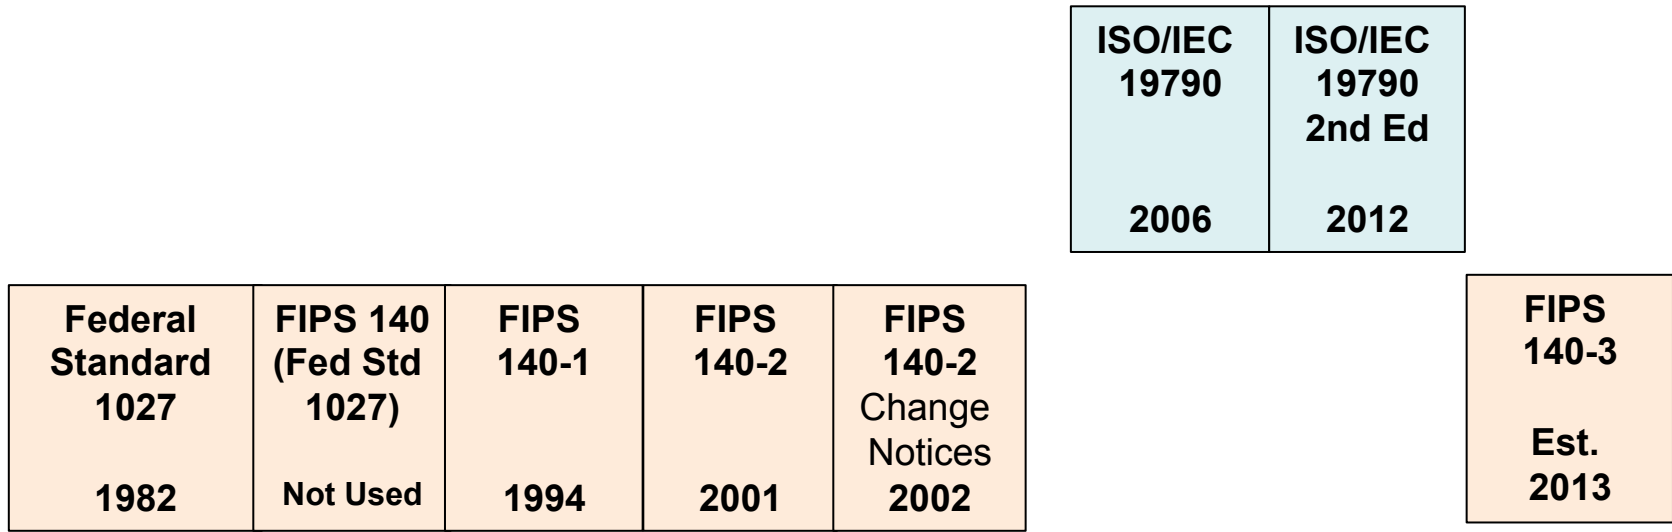 ISO/IEC
19790
2006
ISO/IEC
19790
2nd Ed
2012
Federal
Standard
1027
1982
FIPS 140
(Fed Std
1027)
Not Used
FIPS
140-1
1994
FIPS
140-2
2001
FIPS
140-2
Change
Notices
2002
FIPS
140-3
Est.
2013